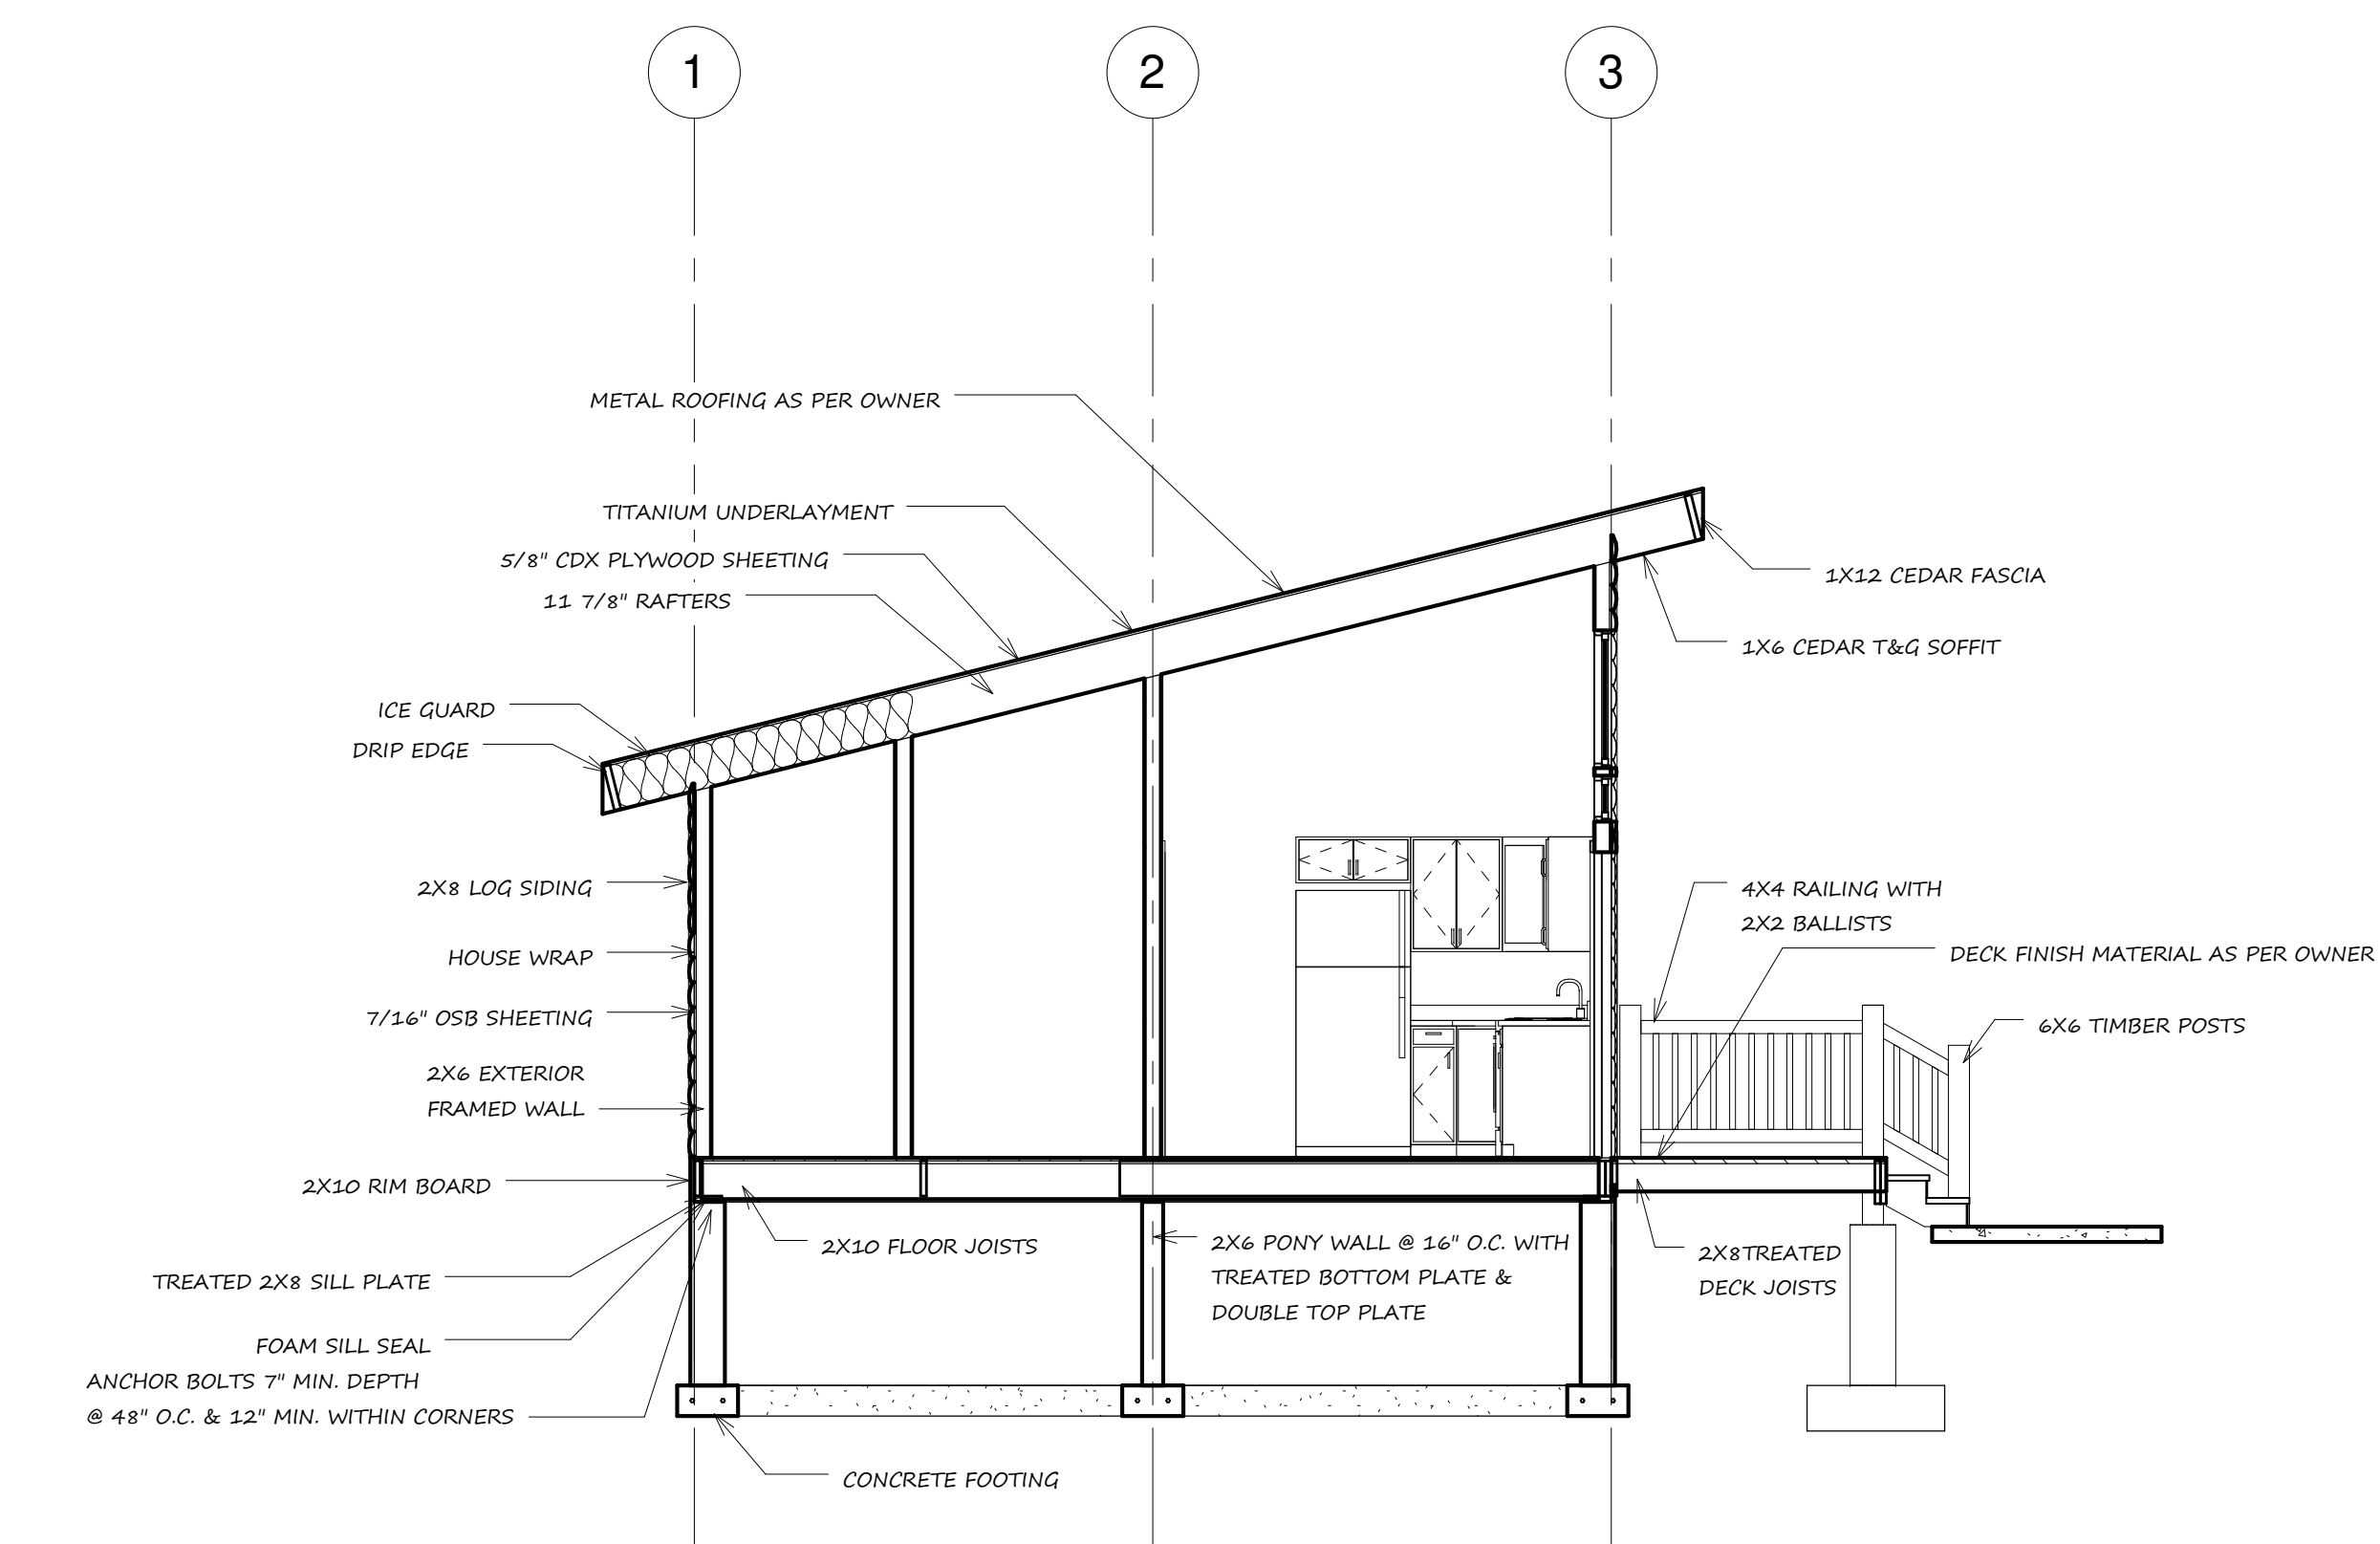 1
2
3
METAL ROOFING AS PER OWNER
TITANIUM UNDERLAYMENT
5/8" CDX PLYWOOD SHEETING
11 7/8" RAFTERS
1X12 CEDAR FASCIA
1X6 CEDAR T&G SOFFIT
ICE GUARD
DRIP EDGE
2X8 LOG SIDING
HOUSE WRAP
7/16" OSB SHEETING
2X6 EXTERIOR
FRAMED WALL
2X10 RIM BOARD
4X4 RAILING WITH
2X2 BALLISTS
DECK FINISH MATERIAL AS PER OWNER
6X6 TIMBER POSTS
2X10 FLOOR JOISTS
2X6 PONY WALL @ 16" O.C. WITH
TREATED BOTTOM PLATE &
DOUBLE TOP PLATE
2X8TREATED
DECK JOISTS
TREATED 2X8 SILL PLATE
FOAM SILL SEAL
ANCHOR BOLTS 7" MIN. DEPTH
@ 48" O.C. & 12" MIN. WITHIN CORNERS
CONCRETE FOOTING